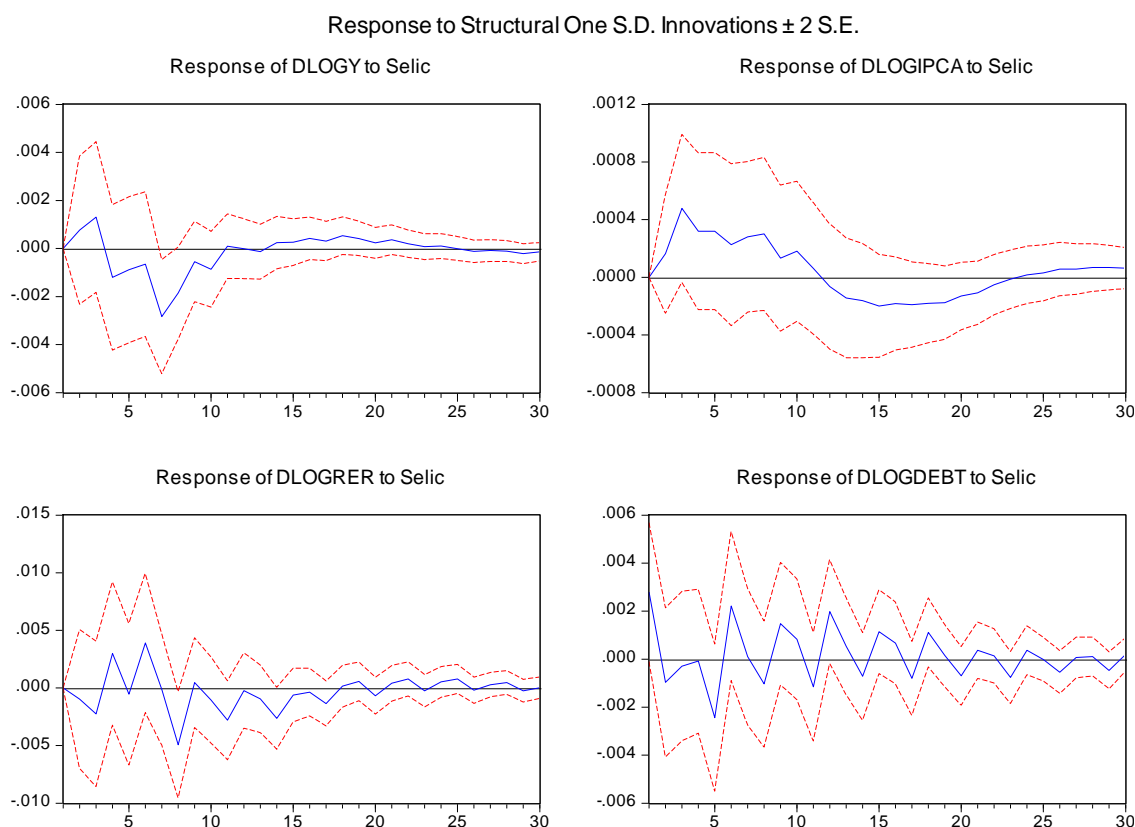 Response to Structural One S.D. Innovations ± 2 S.E.
Response of DLOGY to Selic
.006
.004
.002
.000
-.002
-.004
-.006
5 10 15 20 25 30
Response of DLOGIPCA to Selic
.0012
.0008
.0004
.0000
-.0004
-.0008
5 10 15 20 25 30
Response of DLOGRER to Selic
.015
.010
.005
.000
-.005
-.010
5 10 15 20 25 30
Response of DLOGDEBT to Selic
.006
.004
.002
.000
-.002
-.004
-.006
5 10 15 20 25 30